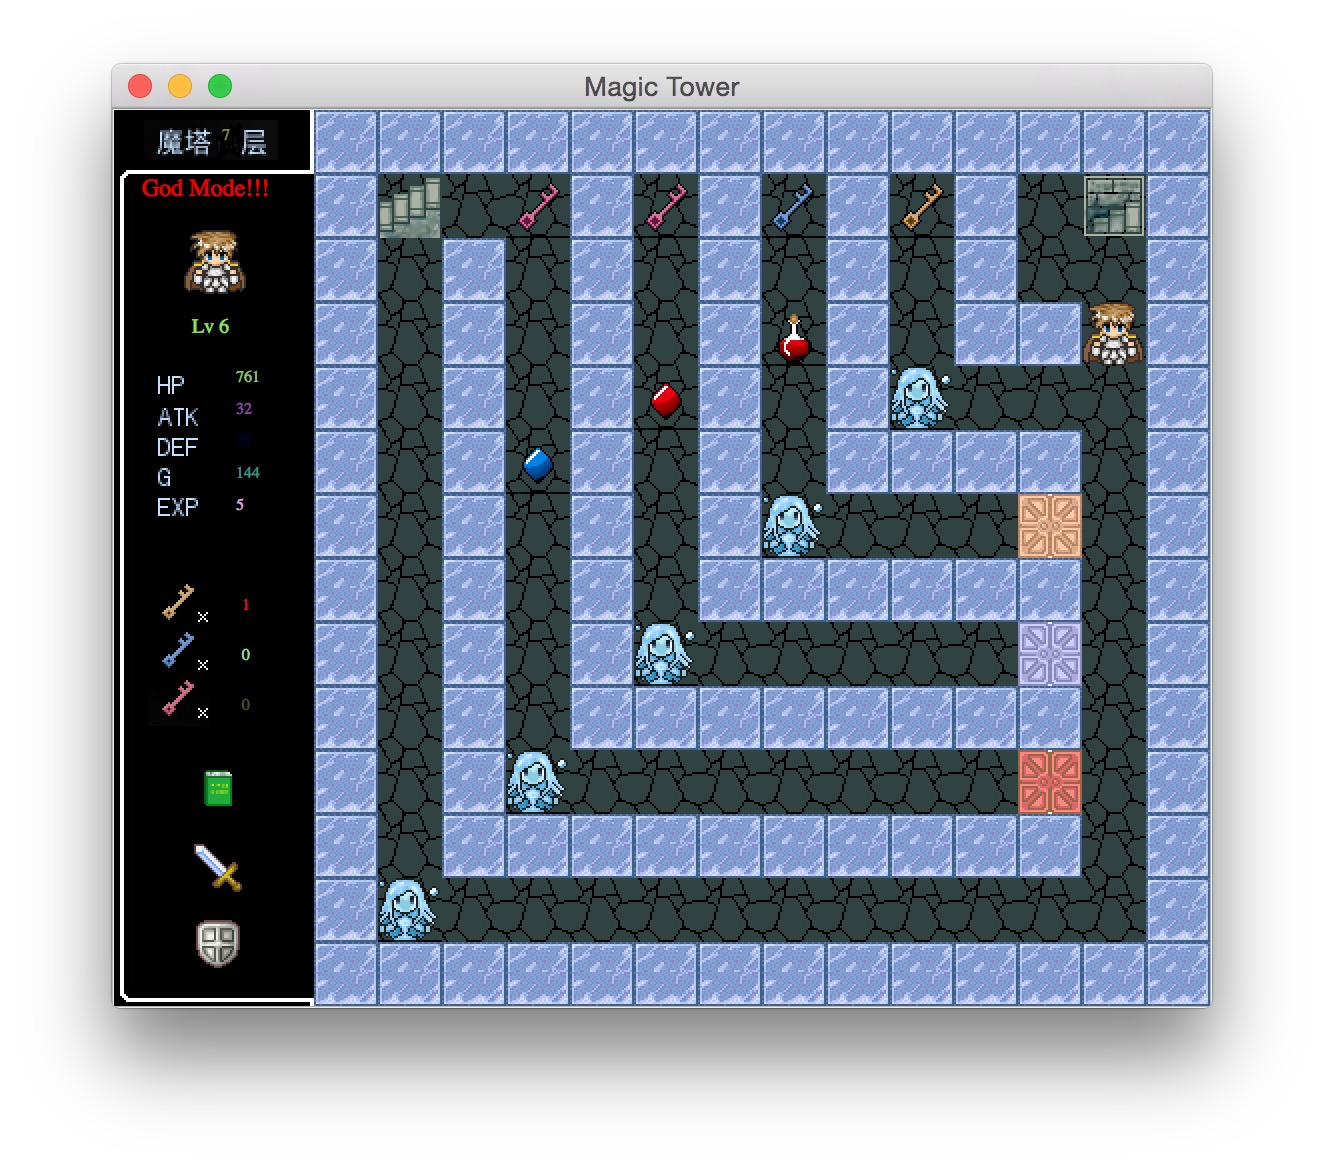 Magic Tower
魔塔 7 层
God Mode!!!
Lv 6
HP 761
ATK 32
DEF
G 144
EXP 5
× 1
× 0
× 0